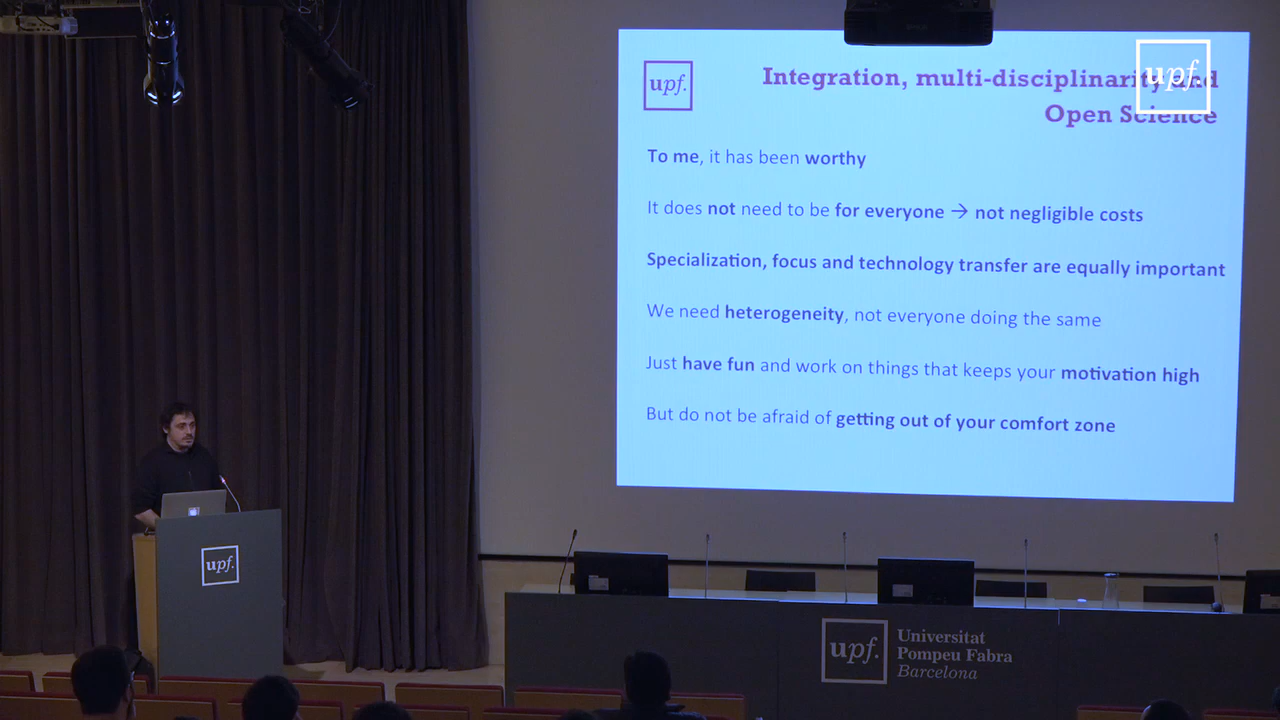 upf.
Integration, multi-disciplinarity and
Open Science
upf.
To me, it has been worthy
It does not need to be for everyone → not negligible costs
Specialization, focus and technology transfer are equally important
We need heterogeneity, not everyone doing the same
Just have fun and work on things that keeps your motivation high
But do not be afraid of getting out of your comfort zone
upf.
upf.
Universitat
Pompeu Fabra
Barcelona